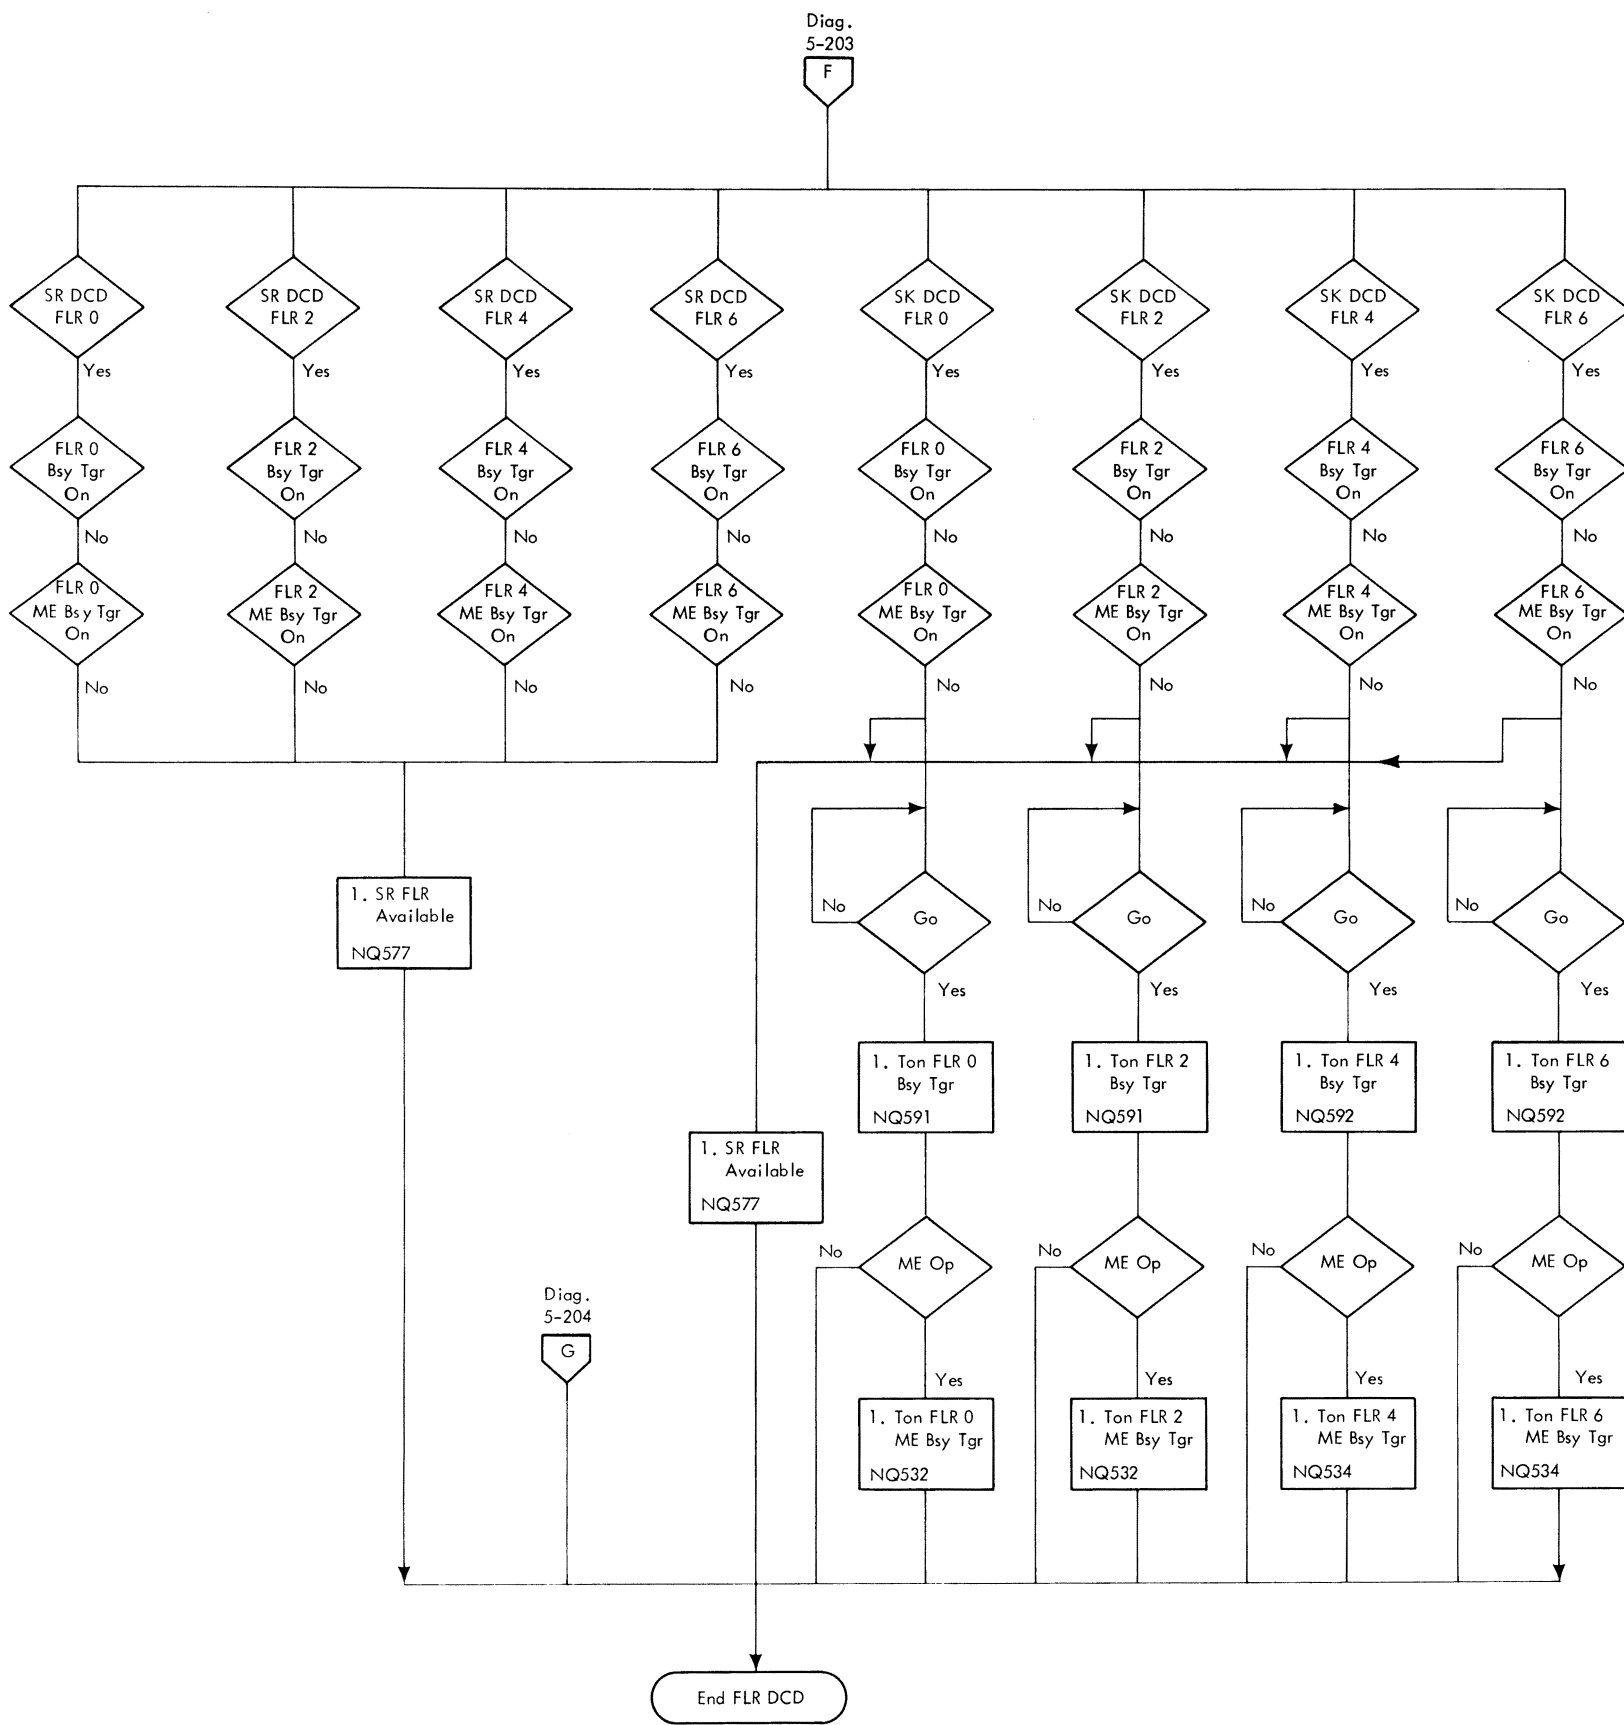 Diag.
5-203
F
SR DCD
FLR 0
SR DCD
FLR 2
SR DCD
FLR 4
SR DCD
FLR 6
SK DCD
FLR 0
SK DCD
FLR 2
SK DCD
FLR 4
SK DCD
FLR 6
Yes
Yes
Yes
Yes
Yes
Yes
Yes
Yes
FLR 0
Bsy Tgr
On
FLR 2
Bsy Tgr
On
FLR 4
Bsy Tgr
On
FLR 6
Bsy Tgr
On
FLR 0
Bsy Tgr
On
FLR 2
Bsy Tgr
On
FLR 4
Bsy Tgr
On
FLR 6
Bsy Tgr
On
No
No
No
No
No
No
No
No
FLR 0
ME Bsy Tgr
On
FLR 2
ME Bsy Tgr
On
FLR 4
ME Bsy Tgr
On
FLR 6
ME Bsy Tgr
On
FLR 0
ME Bsy Tgr
On
FLR 2
ME Bsy Tgr
On
FLR 4
ME Bsy Tgr
On
FLR 6
ME Bsy Tgr
On
No
No
No
No
No
No
No
No
1. SR FLR
Available
NQ577
No
Go
No
Go
No
Go
No
Go
Yes
Yes
Yes
Yes
1. Ton FLR 0
Bsy Tgr
NQ591
1. Ton FLR 2
Bsy Tgr
NQ591
1. Ton FLR 4
Bsy Tgr
NQ592
1. Ton FLR 6
Bsy Tgr
NQ592
1. SR FLR
Available
NQ577
No
ME Op
No
ME Op
No
ME Op
No
ME Op
Diag.
5-204
G
Yes
Yes
Yes
Yes
1. Ton FLR 0
ME Bsy Tgr
NQ532
1. Ton FLR 2
ME Bsy Tgr
NQ532
1. Ton FLR 4
ME Bsy Tgr
NQ534
1. Ton FLR 6
ME Bsy Tgr
NQ534
End FLR DCD